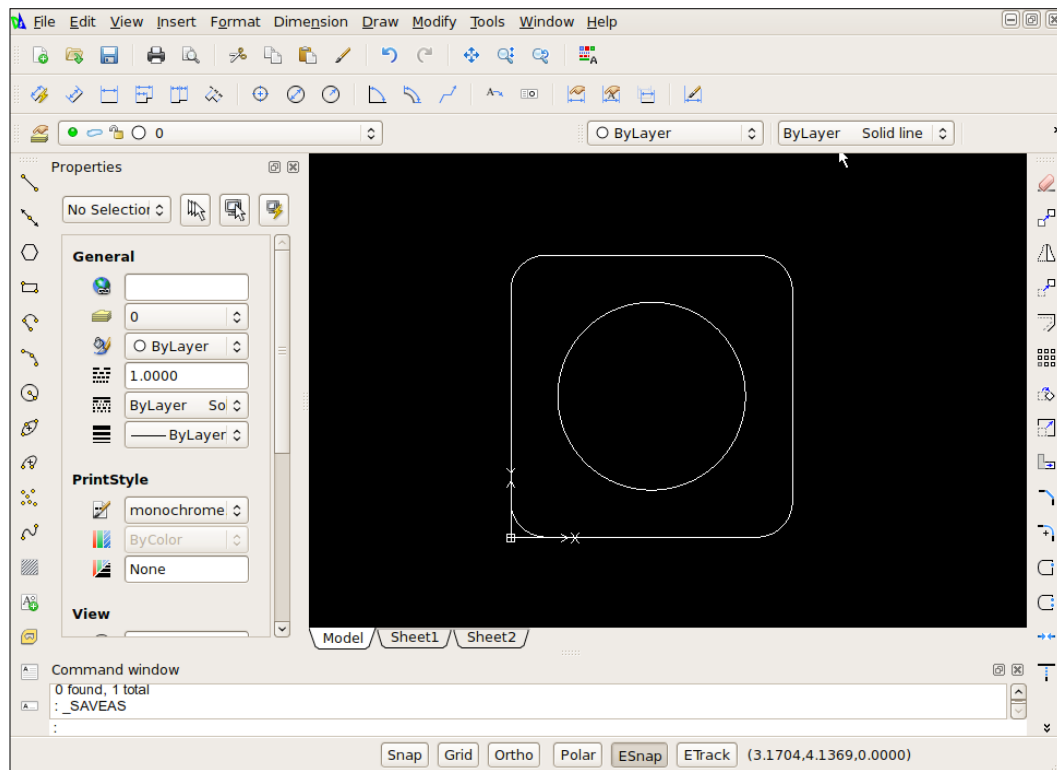 File Edit View Insert Format Dimension Draw Modify Tools Window Help
0 ByLayer ByLayer Solid line
Properties
No Selection
General
0
ByLayer
1.0000
ByLayer So
ByLayer
PrintStyle
monochrome
ByColor
None
View
Model Sheet1 Sheet2
Y
X
Command window
0 found, 1 total
: _SAVEAS
:
Snap Grid Ortho Polar ESnap ETrack (3.1704,4.1369,0.0000)